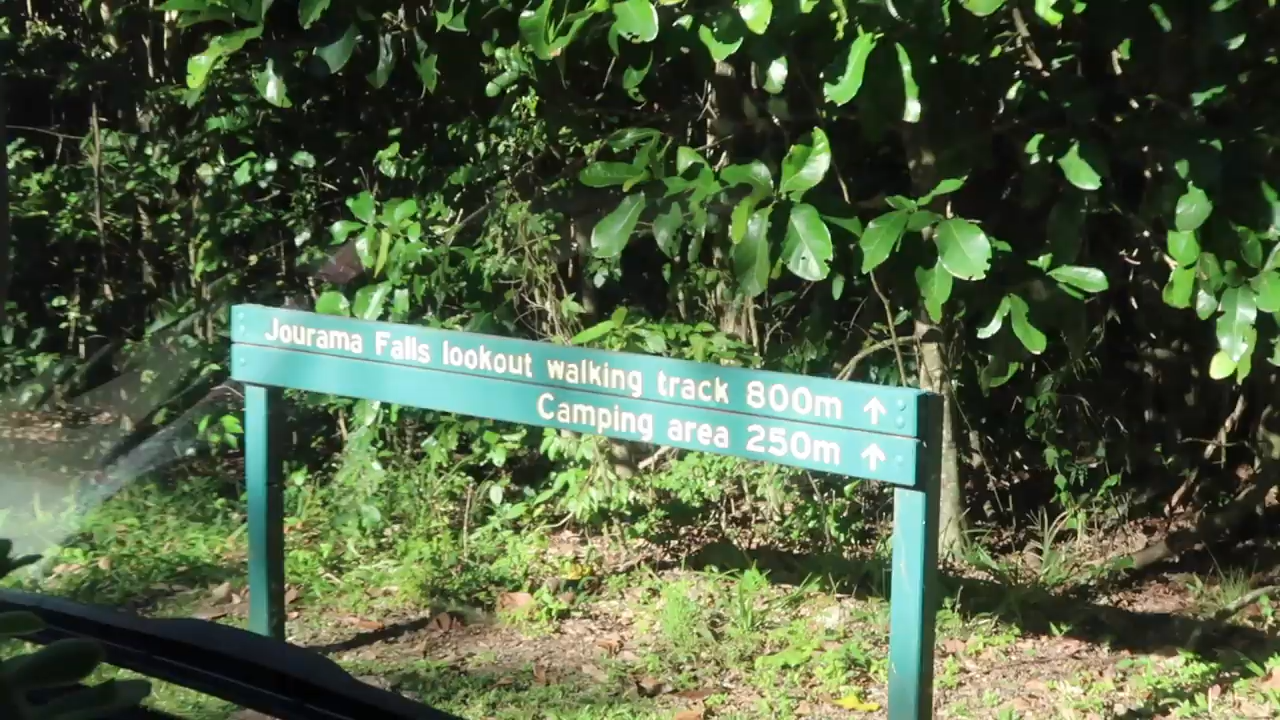 Jourama Falls lookout walking track 800m ↑
Camping area 250m ↑